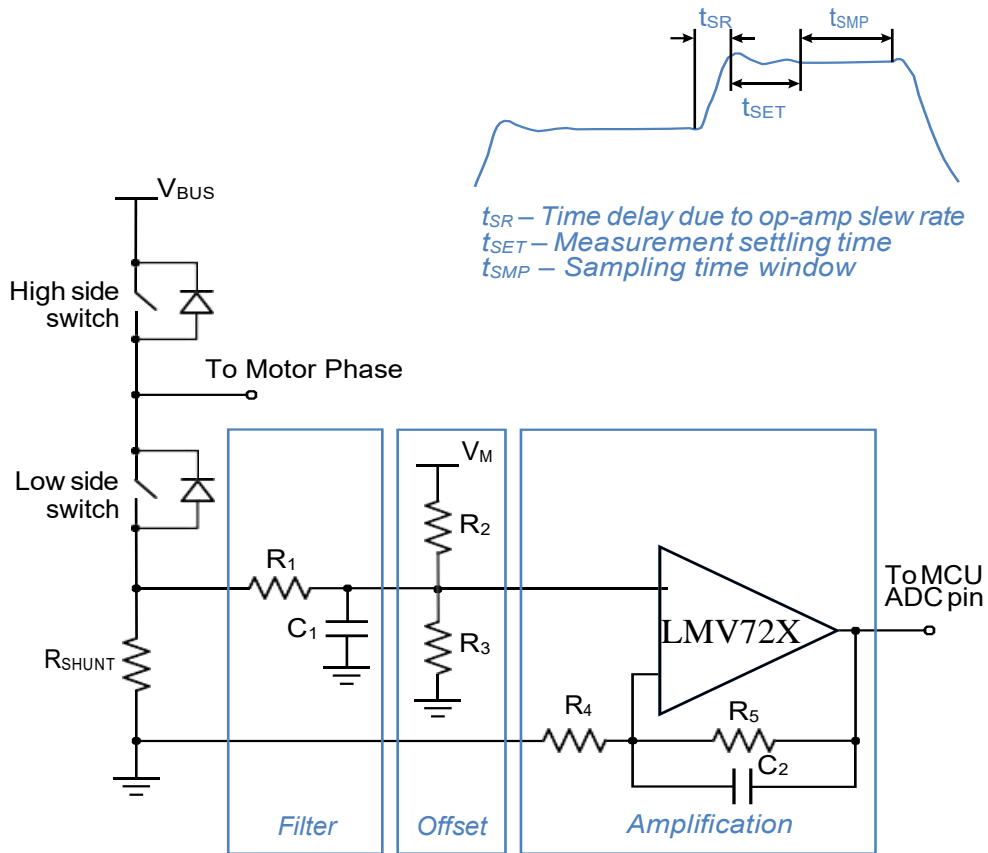 tSR
tSMP
tSET
tSR – Time delay due to op-amp slew rate
tSET – Measurement settling time
tSMP – Sampling time window
VBUS
High side
switch
To Motor Phase
Low side
switch
VM
R2
R1
C1
R3
RSHUNT
LMV72X
To MCU
ADC pin
R4
R5
C2
Filter
Offset
Amplification